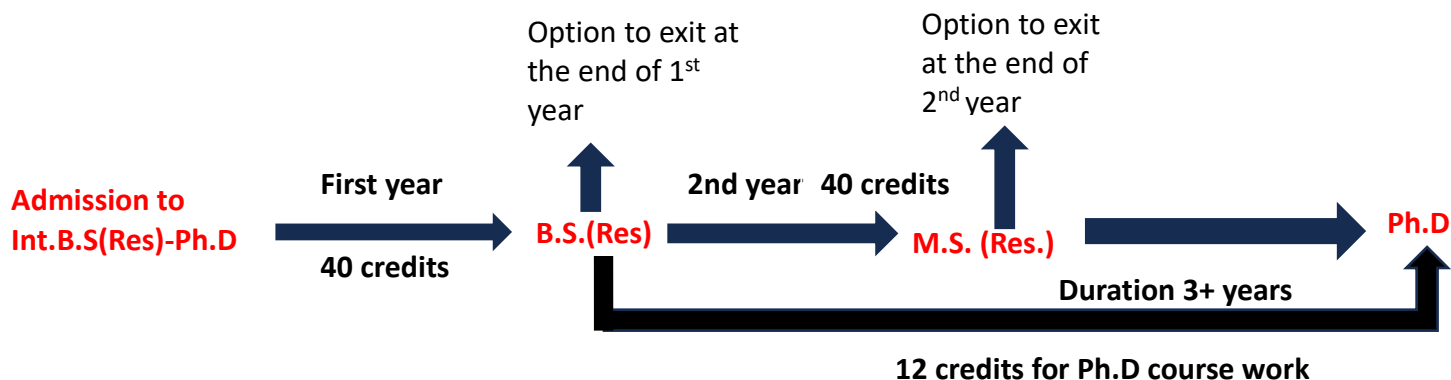 Option to exit at
the end of 1st
year
Option to exit
at the end of
2nd year
Admission to
Int.B.S(Res)-Ph.D
First year
40 credits
B.S.(Res)
2nd year 40 credits
M.S. (Res.)
Ph.D
Duration 3+ years
12 credits for Ph.D course work